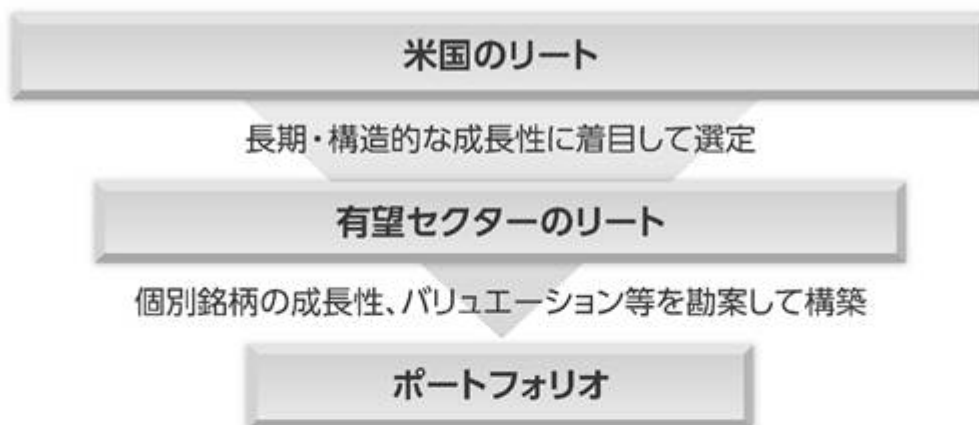 米国のリート
長期・構造的な成長性に着目して選定
有望セクターのリート
個別銘柄の成長性、バリュエーション等を勘案して構築
ポートフォリオ